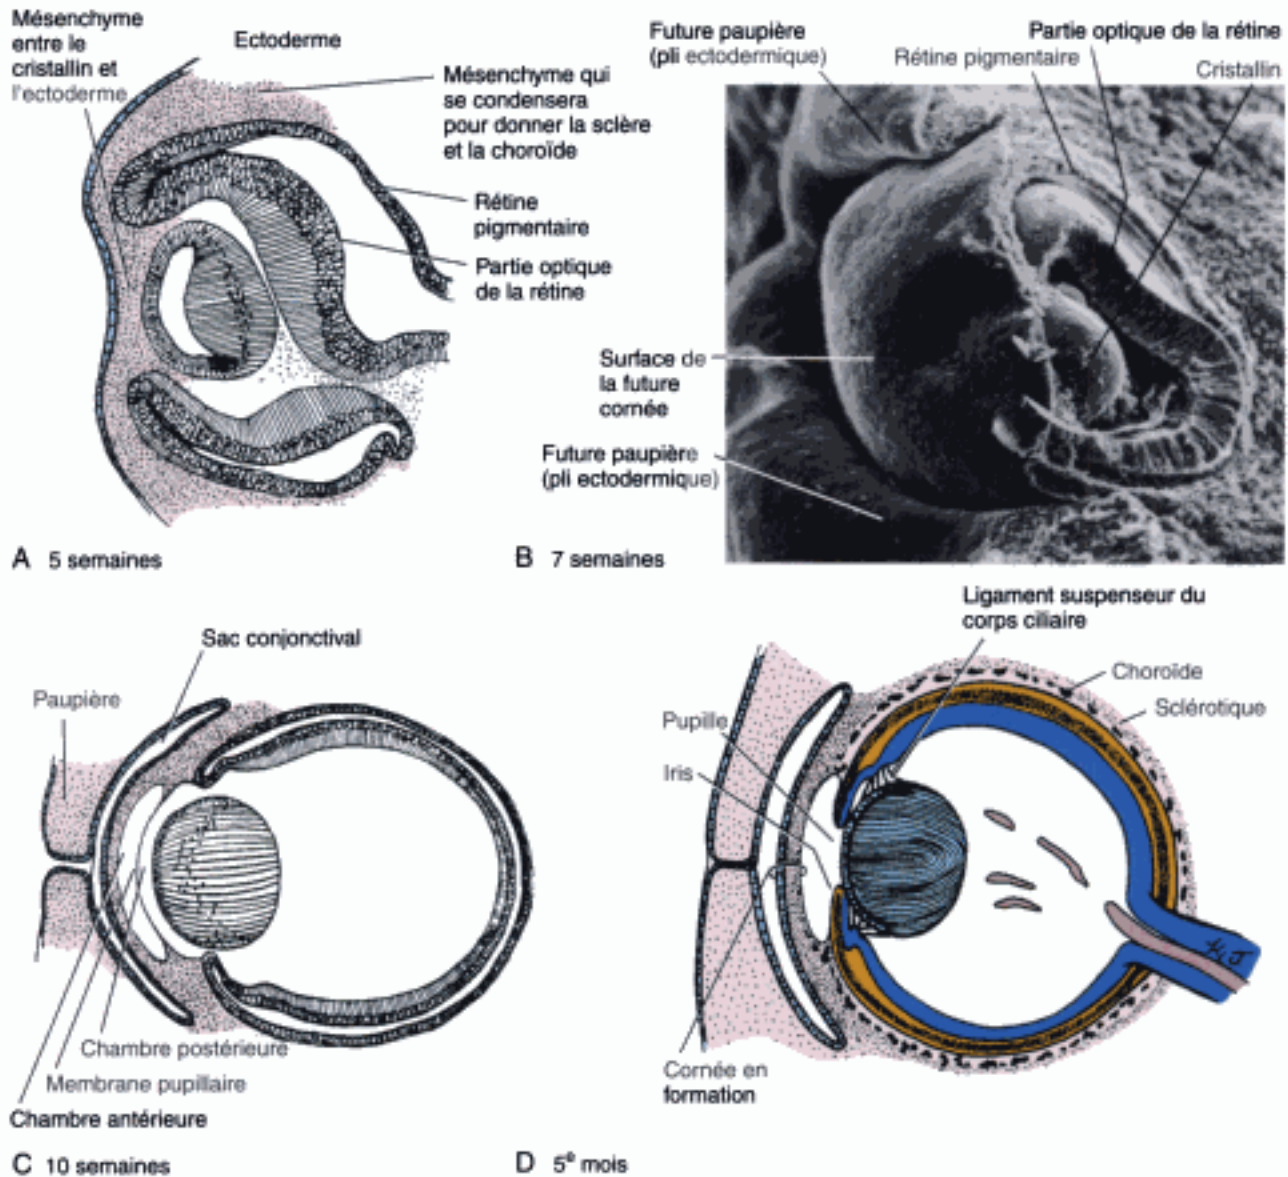 Mésenchyme
entre le
cristallin et
l'ectoderme
Ectoderme
Mésenchyme qui
se condensera
pour donner la sclère
et la choroïde
Rétine
pigmentaire
Partie optique
de la rétine
A 5 semaines
Future paupière
(pli ectodermique)
Partie optique de la rétine
Rétine pigmentaire
Cristallin
Surface de
la future
cornée
Future paupière
(pli ectodermique)
B 7 semaines
Sac conjonctival
Paupière
Chambre postérieure
Membrane pupillaire
Chambre antérieure
C 10 semaines
Ligament suspenseur du
corps ciliaire
Choroïde
Sclérotique
Pupille
Iris
Cornée en
formation
D 5e mois